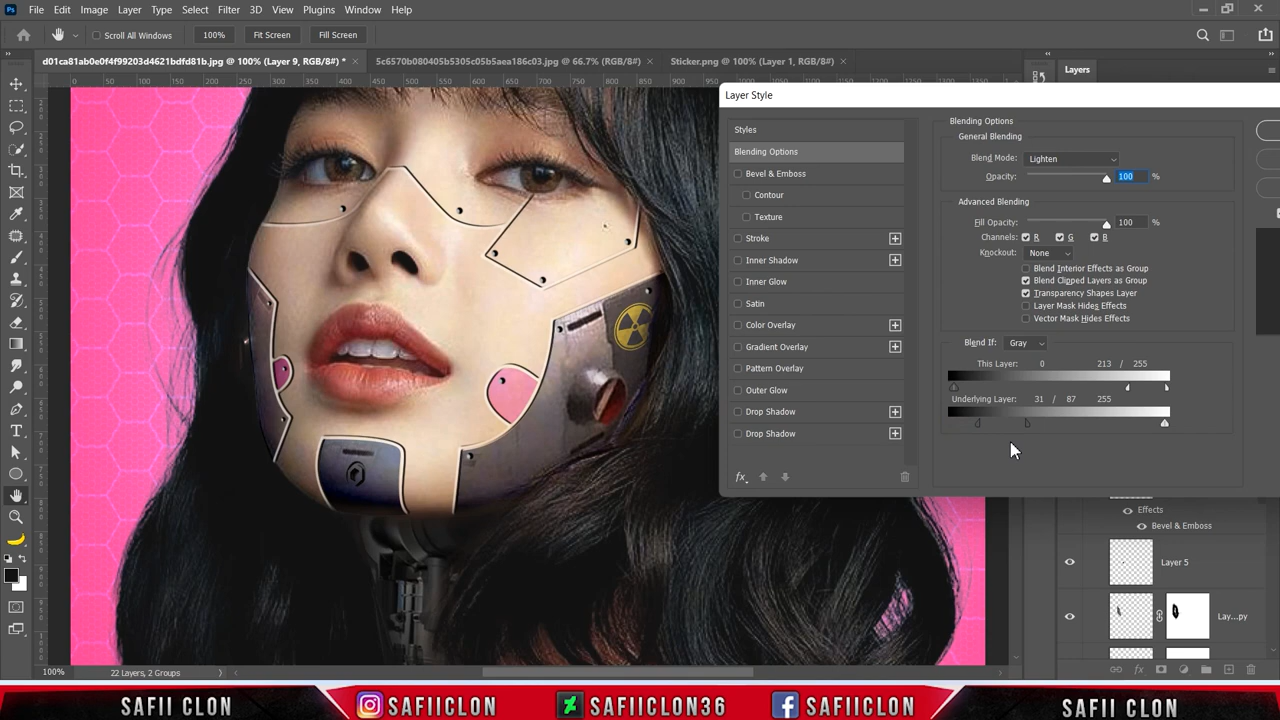 Ps File Edit Image Layer Type Select Filter 3D View Plugins Window Help
Scroll All Windows 100% Fit Screen Fill Screen
d01ca81ab0e0f4f99203d4621bdfd81b.jpg @ 100% (Layer 9, RGB/8#) * 5c6570b080405b5305c05b5aea186c03.jpg @ 66.7% (RGB/8#) Sticker.png @ 100% (Layer 1, RGB/8#)
Layers
Layer Style
Styles
Blending Options
Bevel & Emboss
Contour
Texture
Stroke
Inner Shadow
Inner Glow
Satin
Color Overlay
Gradient Overlay
Pattern Overlay
Outer Glow
Drop Shadow
Drop Shadow
fx
Blending Options
General Blending
Blend Mode: Lighten
Opacity: 100 %
Advanced Blending
Fill Opacity: 100 %
Channels: R G B
Knockout: None
Blend Interior Effects as Group
Blend Clipped Layers as Group
Transparency Shapes Layer
Layer Mask Hides Effects
Vector Mask Hides Effects
Blend If: Gray
This Layer: 0 213 / 255
Underlying Layer: 31 / 87 255
Effects
Bevel & Emboss
Layer 5
Lay...py
100% 22 Layers, 2 Groups
SAFII CLON SAFIICLON SAFIICLON36 SAFIICLON SAFII CLON